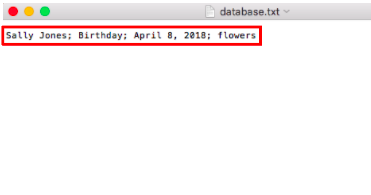 database.txt
Sally Jones; Birthday; April 8, 2018; flowers